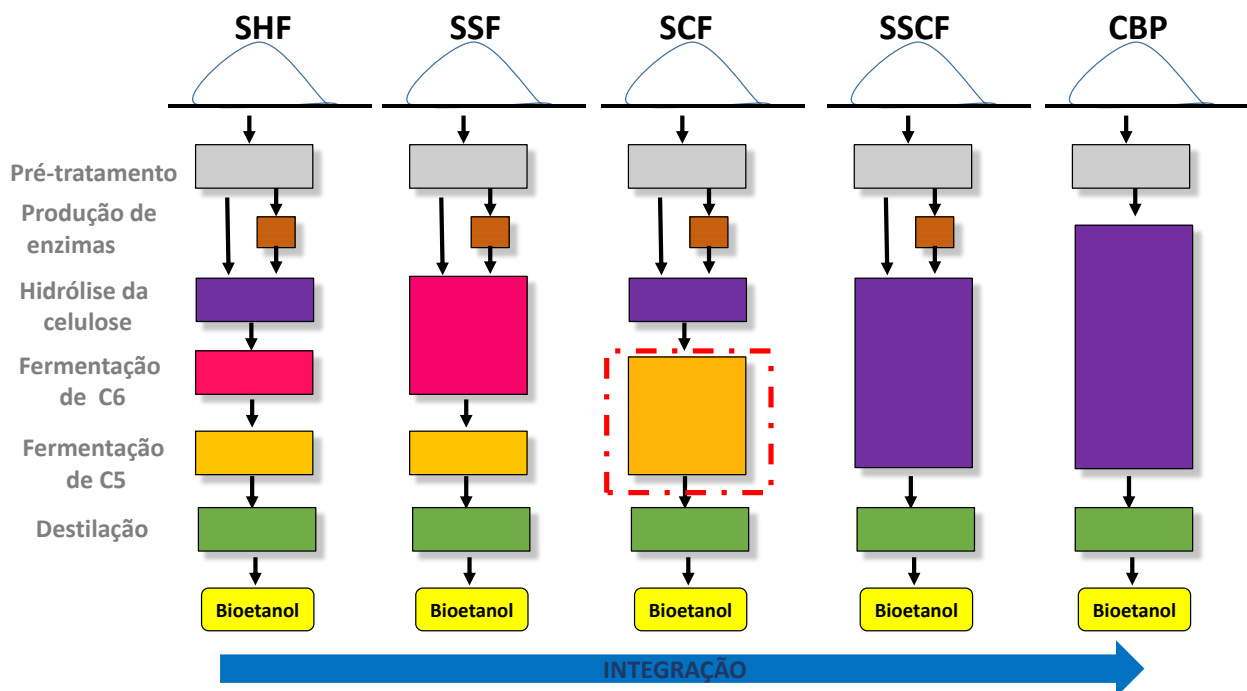 SHF SSF SCF SSCF CBP
Pré-tratamento
Produção de
enzimas
Hidrólise da
celulose
Fermentação
de C6
Fermentação
de C5
Destilação
Bioetanol Bioetanol Bioetanol Bioetanol Bioetanol
INTEGRAÇÃO